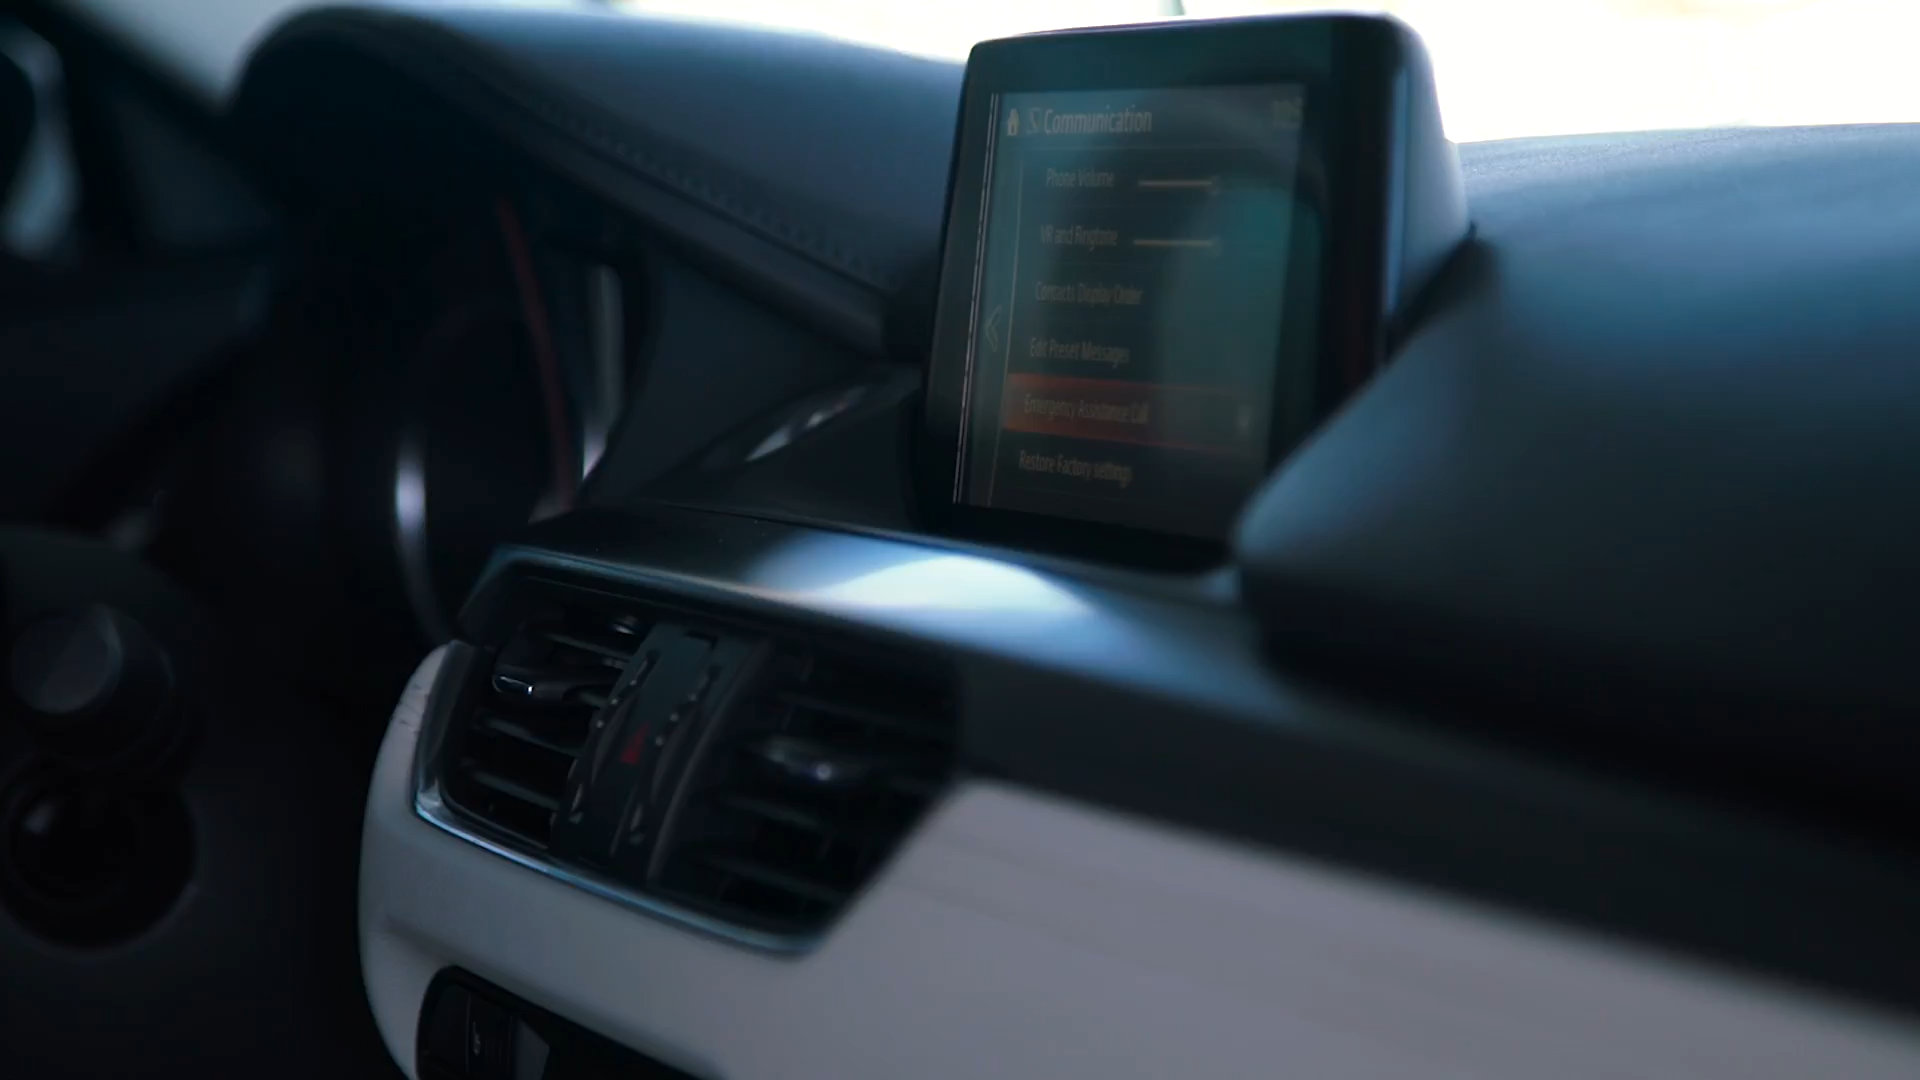 Communication
Phone Volume
VR and Ringtone
Contacts Display Order
Edit Preset Messages
Emergency Assistance Call
Restore Factory settings